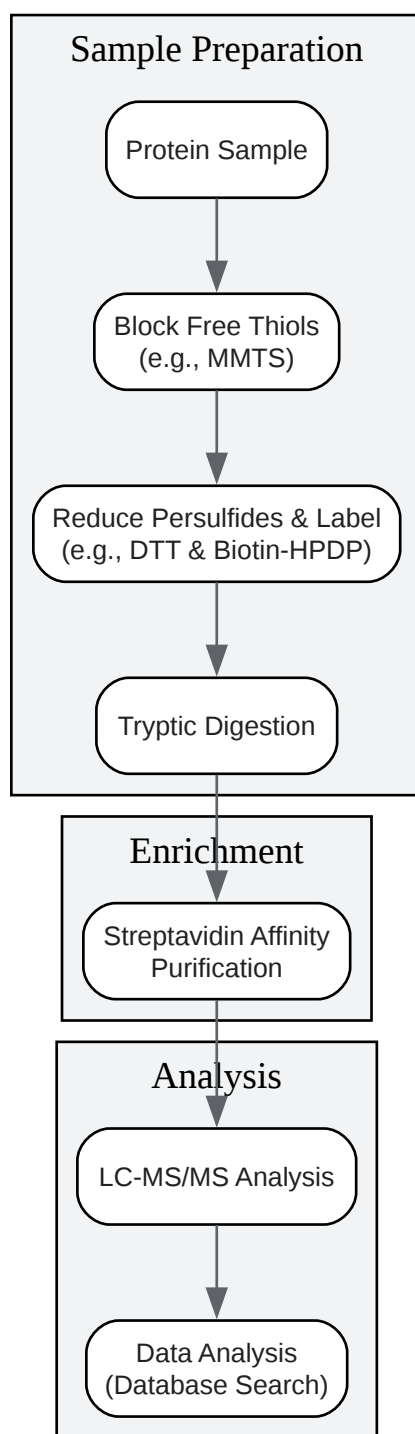 Sample Preparation
Protein Sample
Block Free Thiols
(e.g., MMTS)
Reduce Persulfides & Label
(e.g., DTT & Biotin-HPDP)
Tryptic Digestion
Enrichment
Streptavidin Affinity
Purification
Analysis
LC-MS/MS Analysis
Data Analysis
(Database Search)